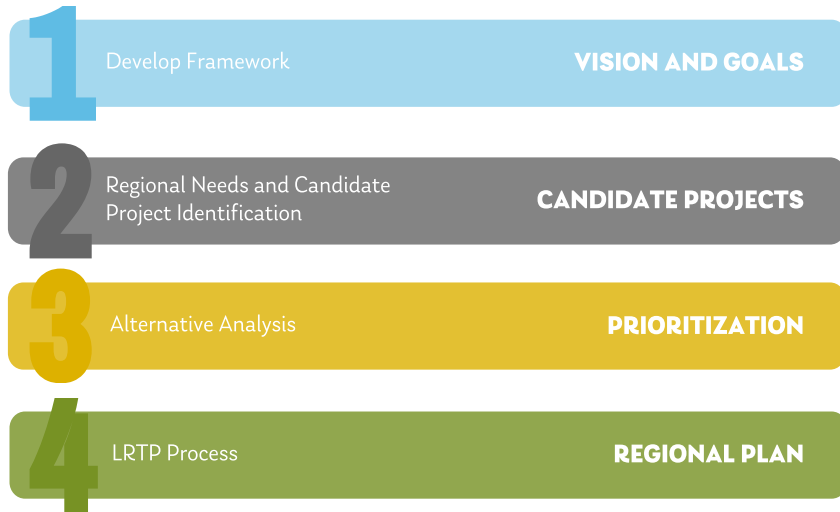 1
Develop Framework
VISION AND GOALS
2
Regional Needs and Candidate
Project Identification
CANDIDATE PROJECTS
3
Alternative Analysis
PRIORITIZATION
4
LRTP Process
REGIONAL PLAN